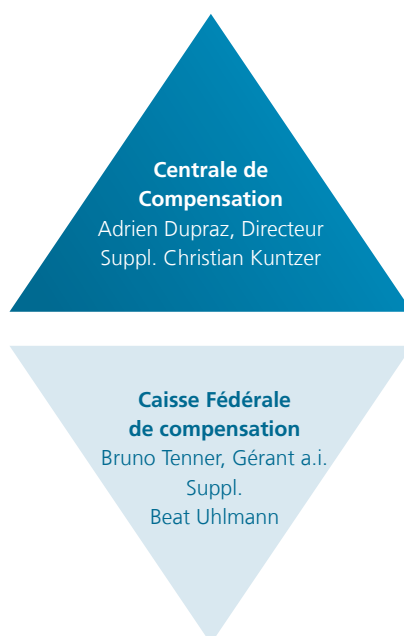 Centrale de
Compensation
Adrien Dupraz, Directeur
Suppl. Christian Kuntzer
Caisse Fédérale
de compensation
Bruno Tenner, Gérant a.i.
Suppl.
Beat Uhlmann